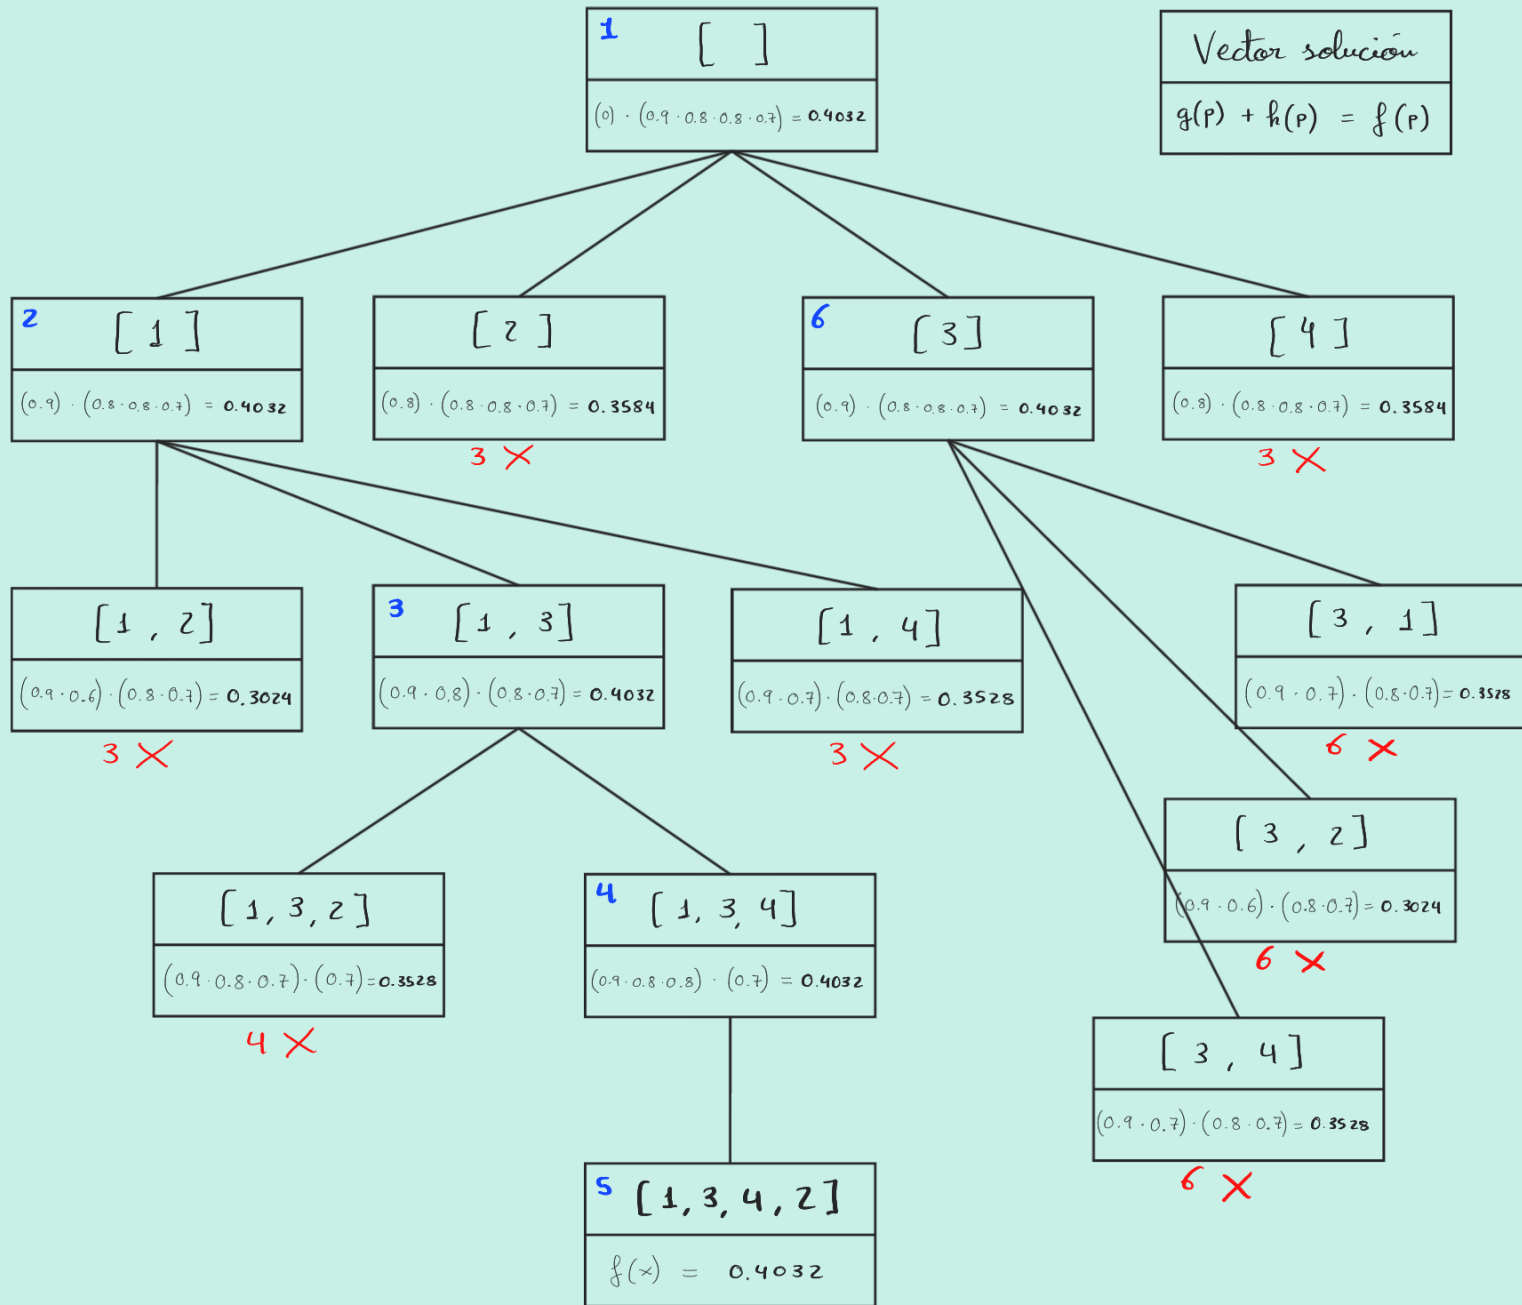 1
[ ]
(0) · (0.9 · 0.8 · 0.8 · 0.7) = 0.4032
Vector solución
g(p) + h(p) = f(p)
2
[ 1 ]
(0.9) · (0.8 · 0.8 · 0.7) = 0.4032
[ 2 ]
(0.8) · (0.8 · 0.8 · 0.7) = 0.3584
3 X
6
[ 3 ]
(0.9) · (0.8 · 0.8 · 0.7) = 0.4032
[ 4 ]
(0.8) · (0.8 · 0.8 · 0.7) = 0.3584
3 X
[ 1 , 2 ]
(0.9 · 0.6) · (0.8 · 0.7) = 0.3024
3 X
3
[ 1 , 3 ]
(0.9 · 0.8) · (0.8 · 0.7) = 0.4032
[ 1 , 4 ]
(0.9 · 0.7) · (0.8 · 0.7) = 0.3528
3 X
[ 3 , 1 ]
(0.9 · 0.7) · (0.8 · 0.7) = 0.3528
6 X
[ 3 , 2 ]
(0.9 · 0.6) · (0.8 · 0.7) = 0.3024
6 X
[ 1 , 3 , 2 ]
(0.9 · 0.8 · 0.7) · (0.7) = 0.3528
4 X
4
[ 1 , 3 , 4 ]
(0.9 · 0.8 · 0.8) · (0.7) = 0.4032
[ 3 , 4 ]
(0.9 · 0.7) · (0.8 · 0.7) = 0.3528
6 X
5
[ 1 , 3 , 4 , 2 ]
f(x) = 0.4032